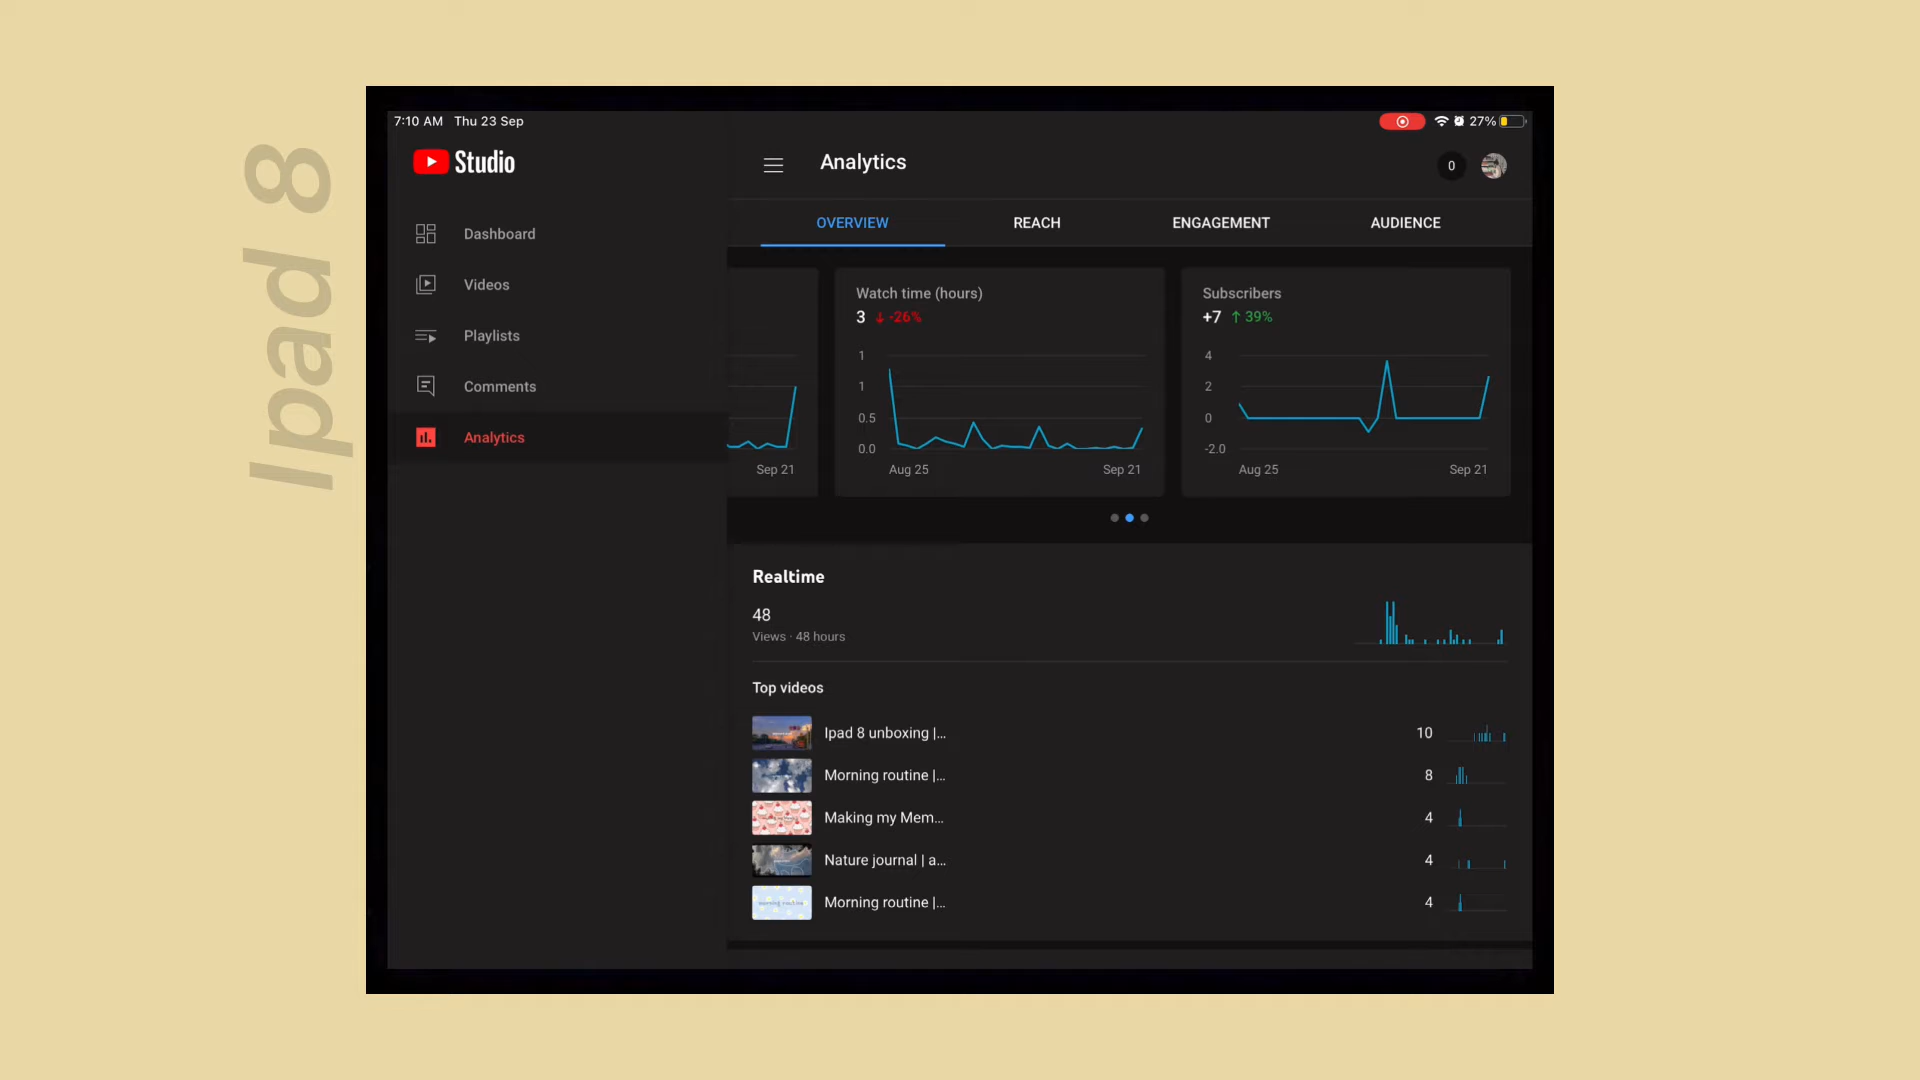 Ipad 8
7:10 AM Thu 23 Sep
27%
Studio
Dashboard
Videos
Playlists
Comments
Analytics
Analytics
0
OVERVIEW REACH ENGAGEMENT AUDIENCE
Sep 21
Watch time (hours)
3 ↓ -26%
1
1
0.5
0.0
Aug 25 Sep 21
Subscribers
+7 ↑ 39%
4
2
0
-2.0
Aug 25 Sep 21
Realtime
48
Views · 48 hours
Top videos
Ipad 8 unboxing |... 10
Morning routine |... 8
Making my Mem... 4
Nature journal | a... 4
morning routine
Morning routine |... 4